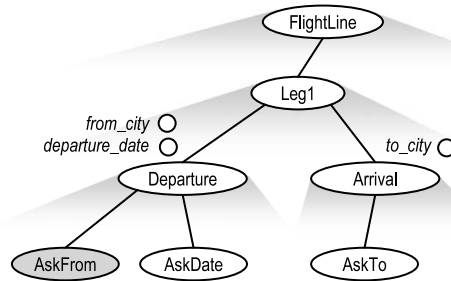 FlightLine
Leg1
from_city
departure_date
to_city
Departure
Arrival
AskFrom
AskDate
AskTo